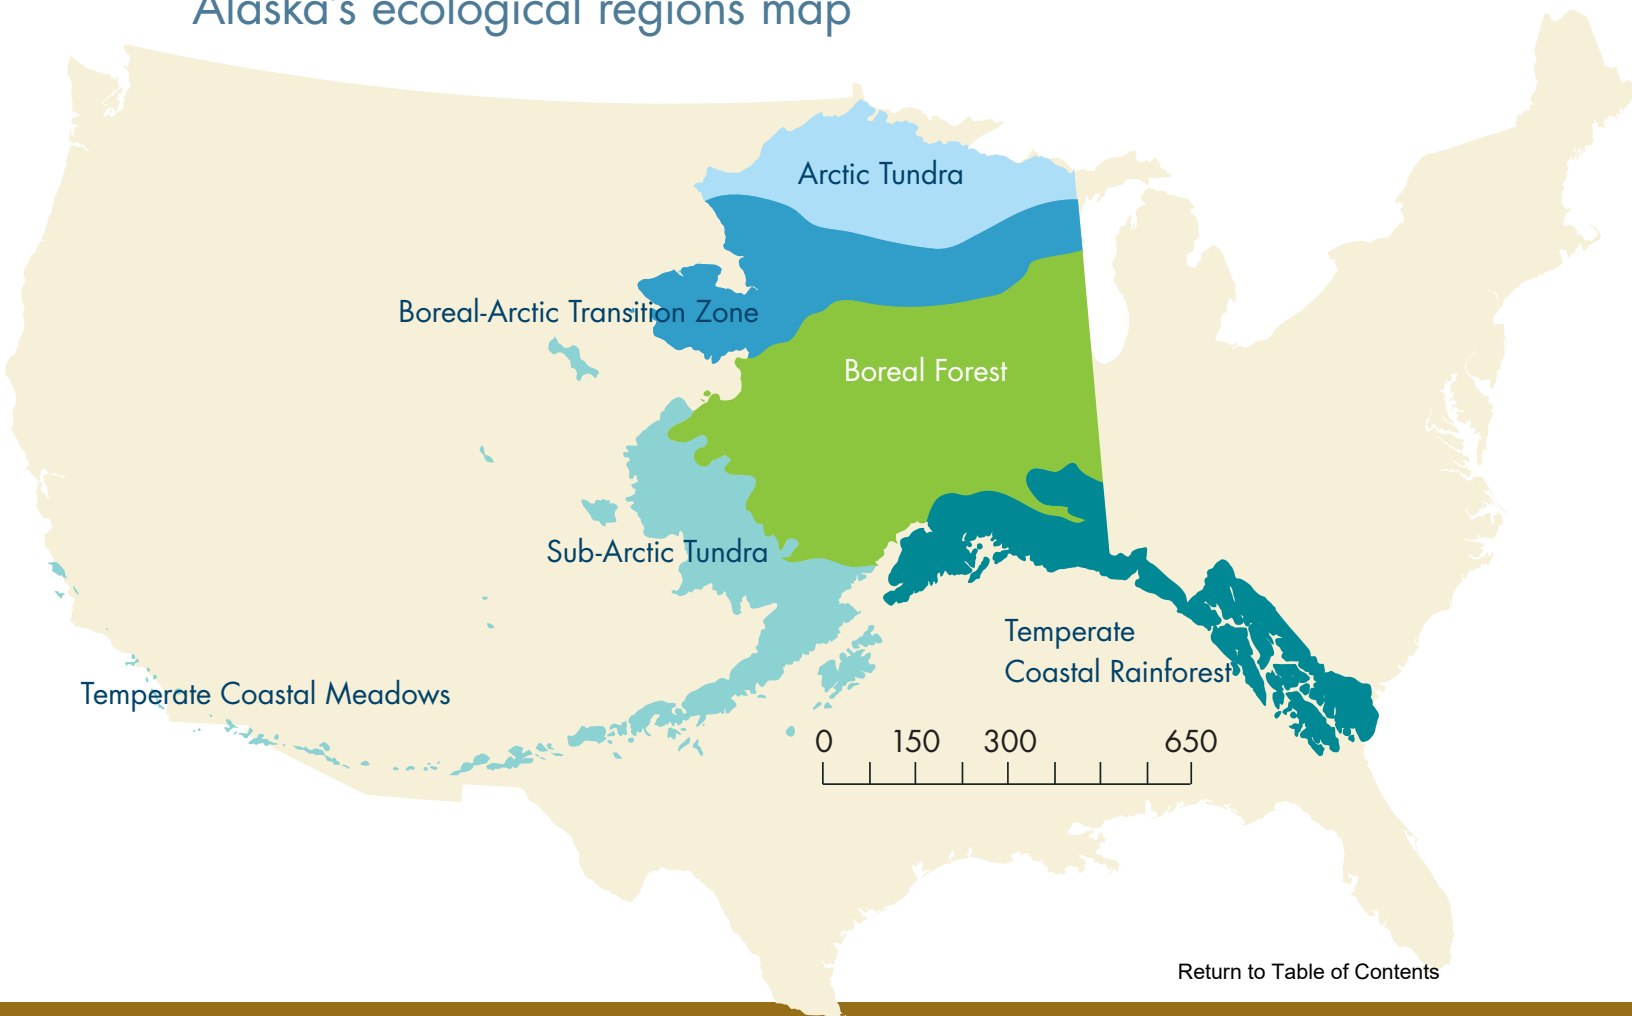 Alaska's ecological regions map
Arctic Tundra
Boreal-Arctic Transition Zone
Boreal Forest
Sub-Arctic Tundra
Temperate
Coastal Rainforest
Temperate Coastal Meadows
0 150 300 650
Return to Table of Contents